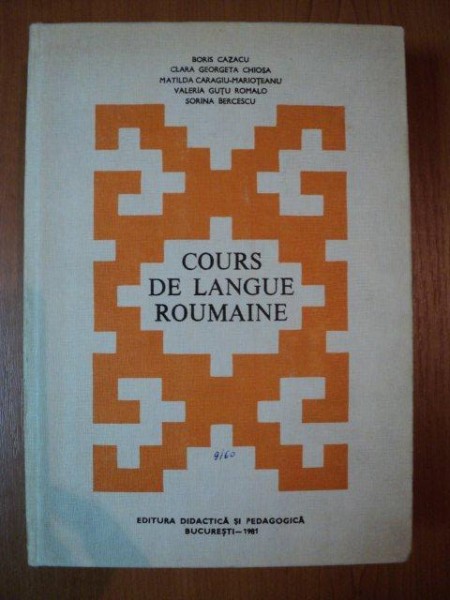 BORIS CAZACU
CLARA GEORGETA CHIOSA
MATILDA CARAGIU-MARIOȚEANU
VALERIA GUȚU ROMALO
SORINA BERCESCU
COURS
DE LANGUE
ROUMAINE
9/60
EDITURA DIDACTICĂ ȘI PEDAGOGICĂ
BUCUREȘTI—1981